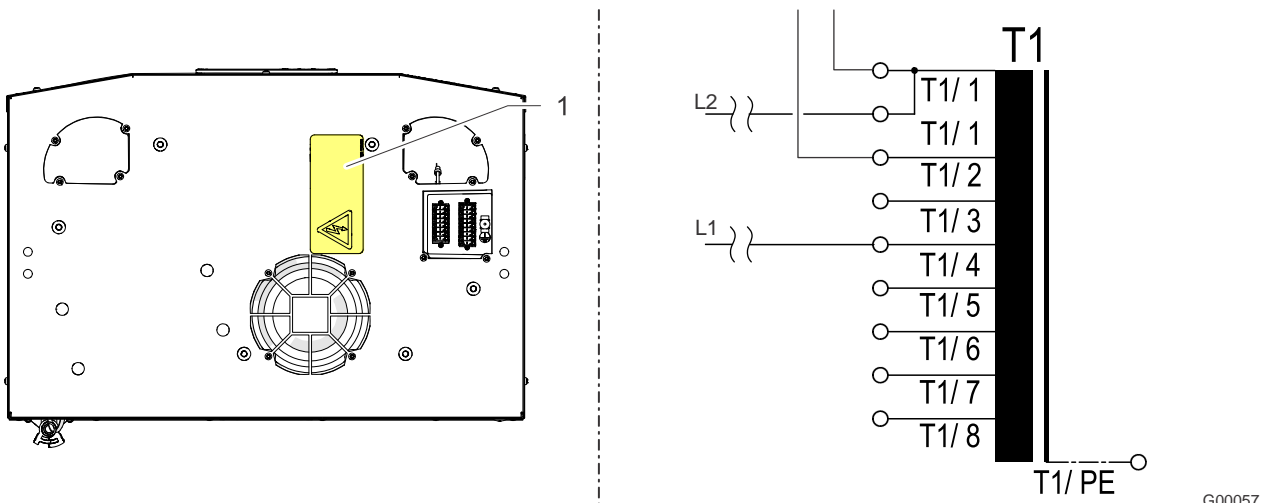 1
T1
L2
T1/ 1
T1/ 1
T1/ 2
L1
T1/ 3
T1/ 4
T1/ 5
T1/ 6
T1/ 7
T1/ 8
T1/ PE
G00057